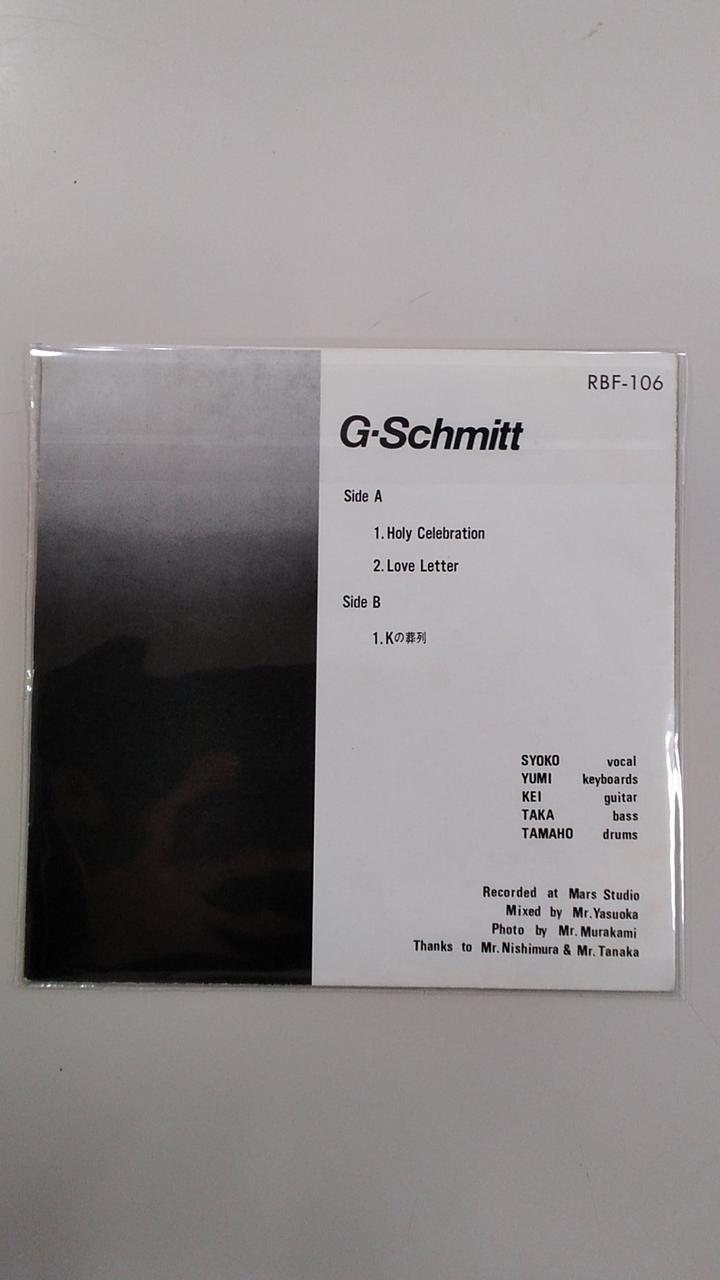 RBF-106
G·Schmitt
Side A
1. Holy Celebration
2. Love Letter
Side B
1. Kの葬列
SYOKO vocal
YUMI keyboards
KEI guitar
TAKA bass
TAMAHO drums
Recorded at Mars Studio
Mixed by Mr. Yasuoka
Photo by Mr. Murakami
Thanks to Mr. Nishimura & Mr. Tanaka